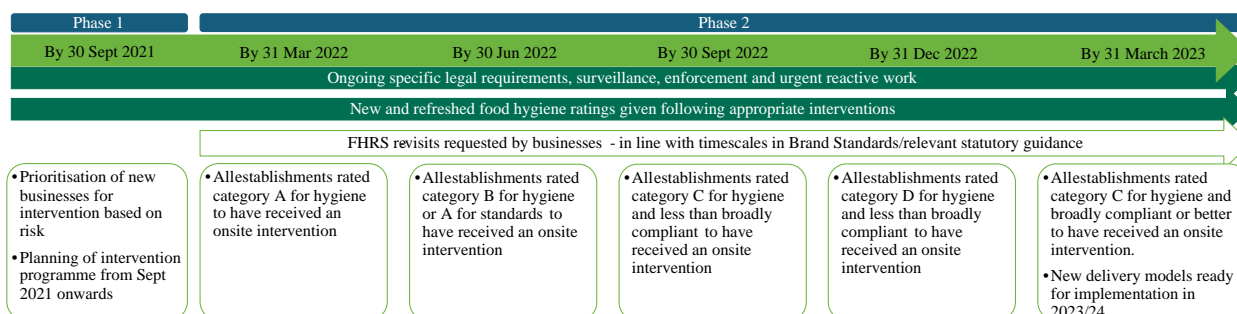 Phase 1
Phase 2
By 30 Sept 2021
By 31 Mar 2022
By 30 Jun 2022
By 30 Sept 2022
By 31 Dec 2022
By 31 March 2023
Ongoing specific legal requirements, surveillance, enforcement and urgent reactive work
New and refreshed food hygiene ratings given following appropriate interventions
FHRS revisits requested by businesses - in line with timescales in Brand Standards/relevant statutory guidance
•Prioritisation of new
businesses for
intervention based on
risk
•Planning of intervention
programme from Sept
2021 onwards
•Allestablishments rated
category A for hygiene
to have received an
onsite intervention
•Allestablishments rated
category B for hygiene
or A for standards to
have received an onsite
intervention
•Allestablishments rated
category C for hygiene
and less than broadly
compliant to have
received an onsite
intervention
•Allestablishments rated
category D for hygiene
and less than broadly
compliant to have
received an onsite
intervention
•Allestablishments rated
category C for hygiene and
broadly compliant or better
to have received an onsite
intervention.
•New delivery models ready
for implementation in
2023/24